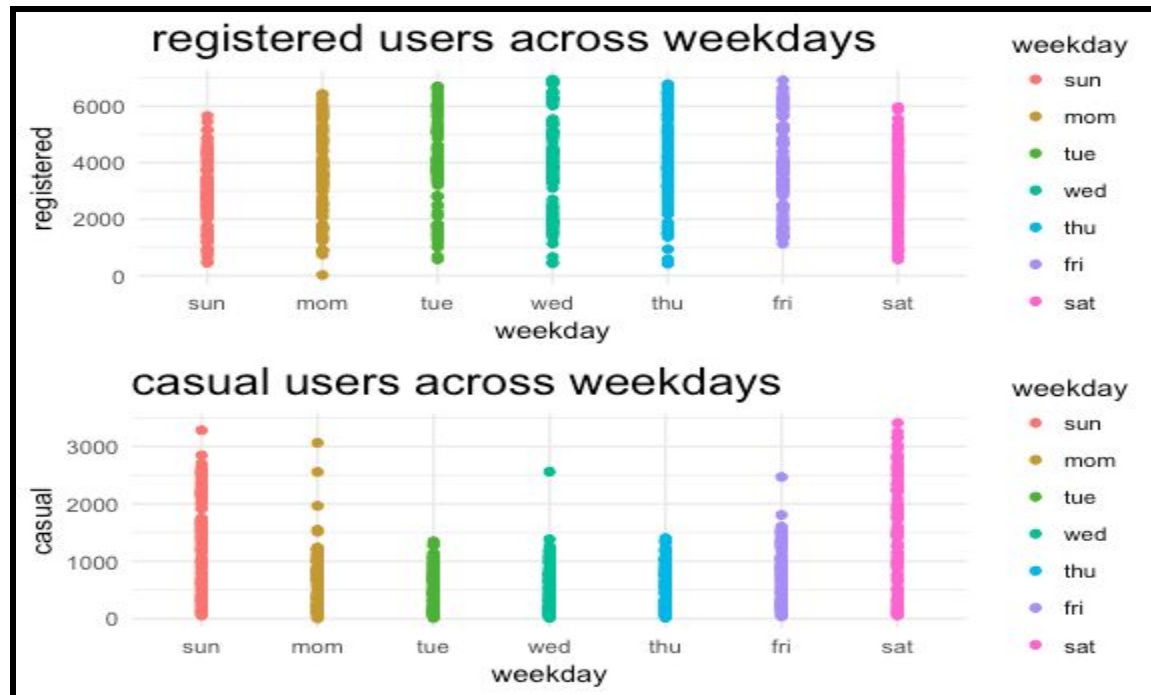 registered users across weekdays
registered
6000
4000
2000
0
sun mom tue wed thu fri sat
weekday
weekday
sun
mom
tue
wed
thu
fri
sat
casual users across weekdays
casual
3000
2000
1000
0
sun mom tue wed thu fri sat
weekday
weekday
sun
mom
tue
wed
thu
fri
sat